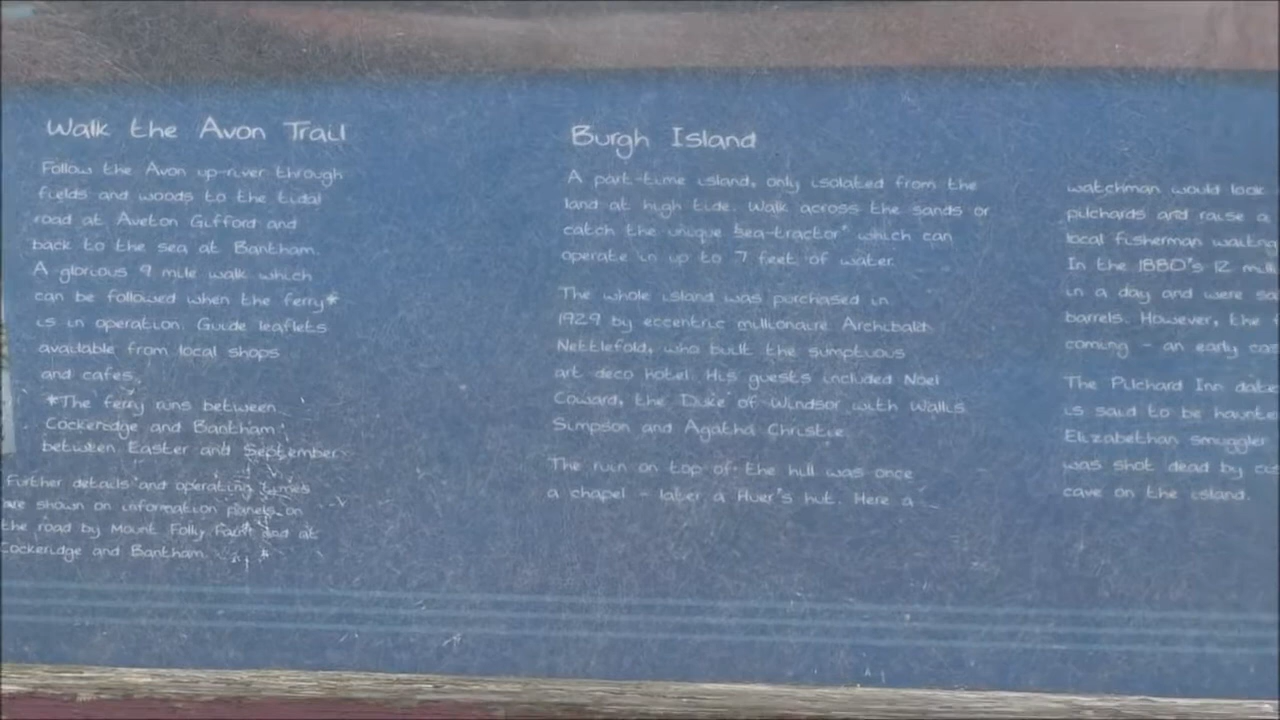 Walk the Avon Trail
Follow the Avon up-river through
fields and woods to the tidal
road at Aveton Gifford and
back to the sea at Bantham.
A glorious 9 mile walk which
can be followed when the ferry*
is in operation. Guide leaflets
available from local shops
and cafes.
*The ferry runs between
Cockeridge and Bantham
between Easter and September.
Further details and operating times
are shown on information panels on
the road by Mount Folly Farm and at
Cockeridge and Bantham.
Burgh Island
A part-time island, only isolated from the
land at high tide. Walk across the sands or
catch the unique 'sea-tractor' which can
operate in up to 7 feet of water.
The whole island was purchased in
1929 by eccentric millionaire Archibald
Nettlefold, who built the sumptuous
art deco hotel. His guests included Noel
Coward, the Duke of Windsor with Wallis
Simpson and Agatha Christie.
The ruin on top of the hill was once
a chapel - later a Huer's hut. Here a
watchman would look
pilchards and raise a
local fisherman waiting
In the 1880's 12 mill
in a day and were sa
barrels. However, the
coming - an early cas
The Pilchard Inn date
is said to be haunte
Elizabethan smuggler
was shot dead by cus
cave on the island.